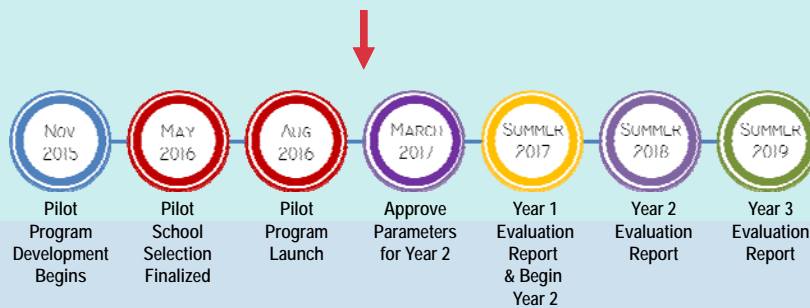 Nov
2015
May
2016
Aug
2016
March
2017
Summer
2017
Summer
2018
Summer
2019
Pilot
Program
Development
Begins
Pilot
School
Selection
Finalized
Pilot
Program
Launch
Approve
Parameters
for Year 2
Year 1
Evaluation
Report
& Begin
Year 2
Year 2
Evaluation
Report
Year 3
Evaluation
Report